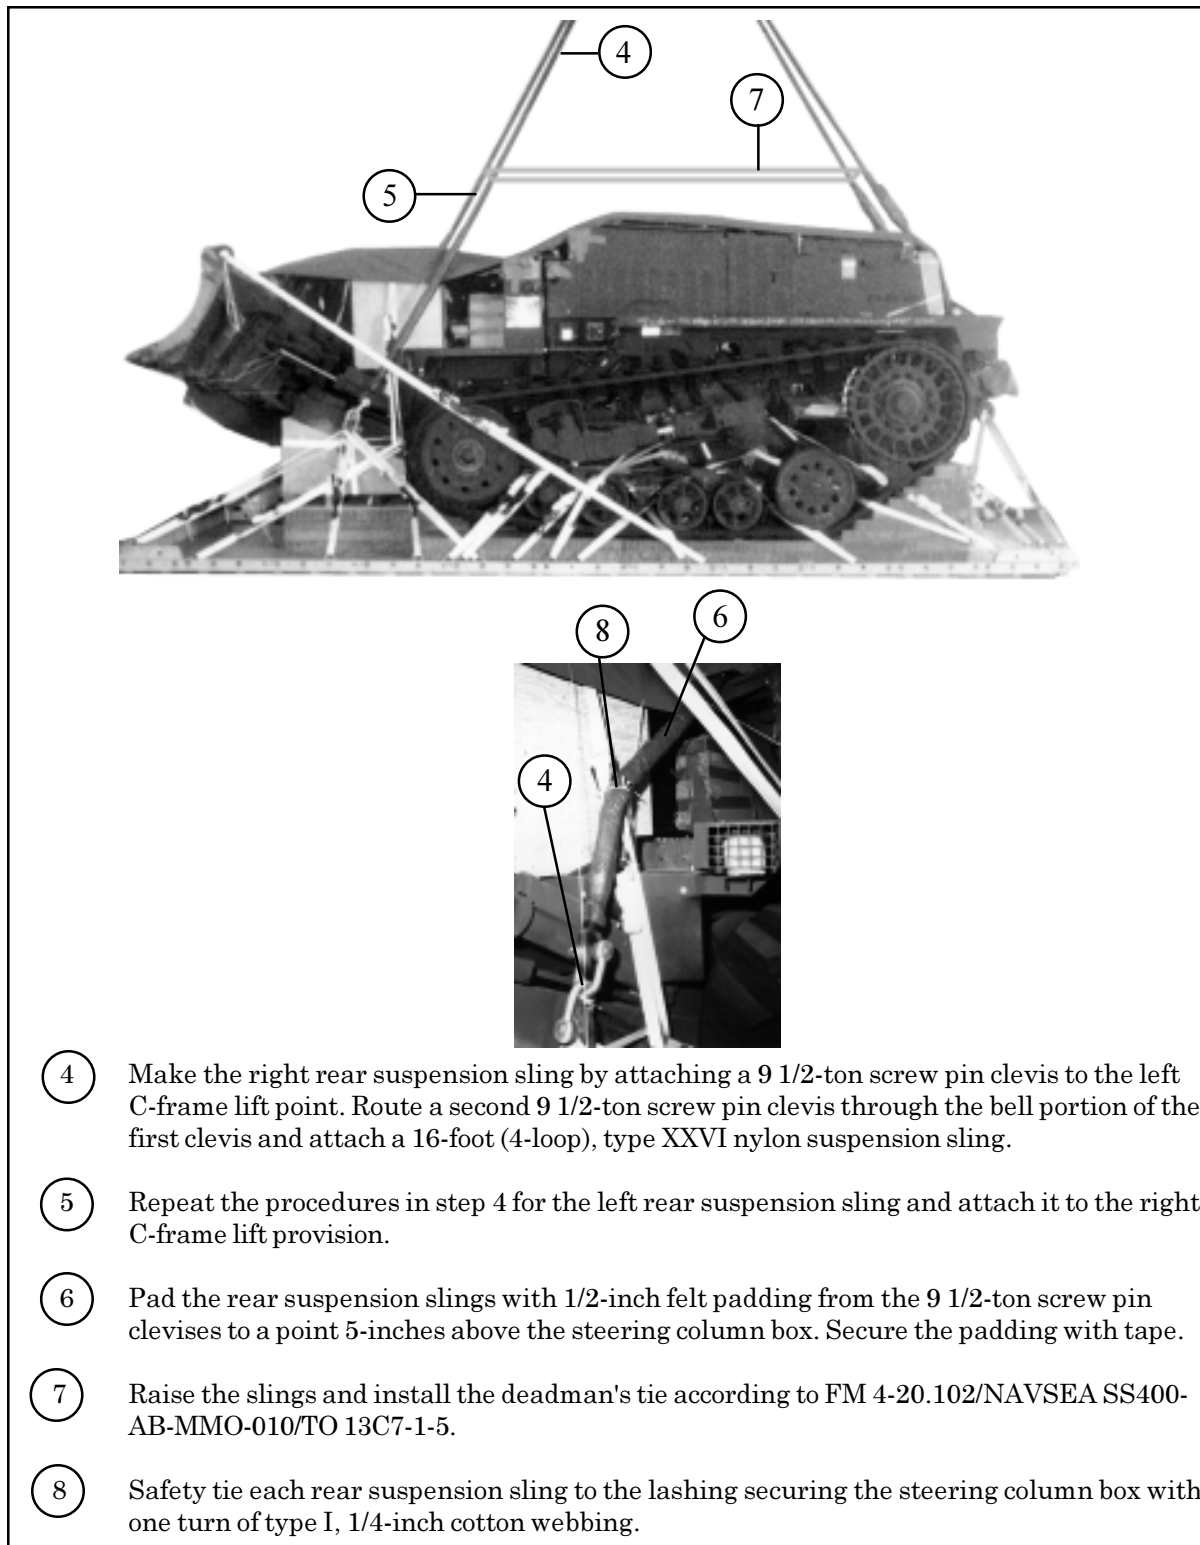 4
7
5
6
8
4
4 Make the right rear suspension sling by attaching a 9 1/2-ton screw pin clevis to the left
C-frame lift point. Route a second 9 1/2-ton screw pin clevis through the bell portion of the
first clevis and attach a 16-foot (4-loop), type XXVI nylon suspension sling.
5 Repeat the procedures in step 4 for the left rear suspension sling and attach it to the right
C-frame lift provision.
6 Pad the rear suspension slings with 1/2-inch felt padding from the 9 1/2-ton screw pin
clevises to a point 5-inches above the steering column box. Secure the padding with tape.
7 Raise the slings and install the deadman's tie according to FM 4-20.102/NAVSEA SS400-
AB-MMO-010/TO 13C7-1-5.
8 Safety tie each rear suspension sling to the lashing securing the steering column box with
one turn of type I, 1/4-inch cotton webbing.